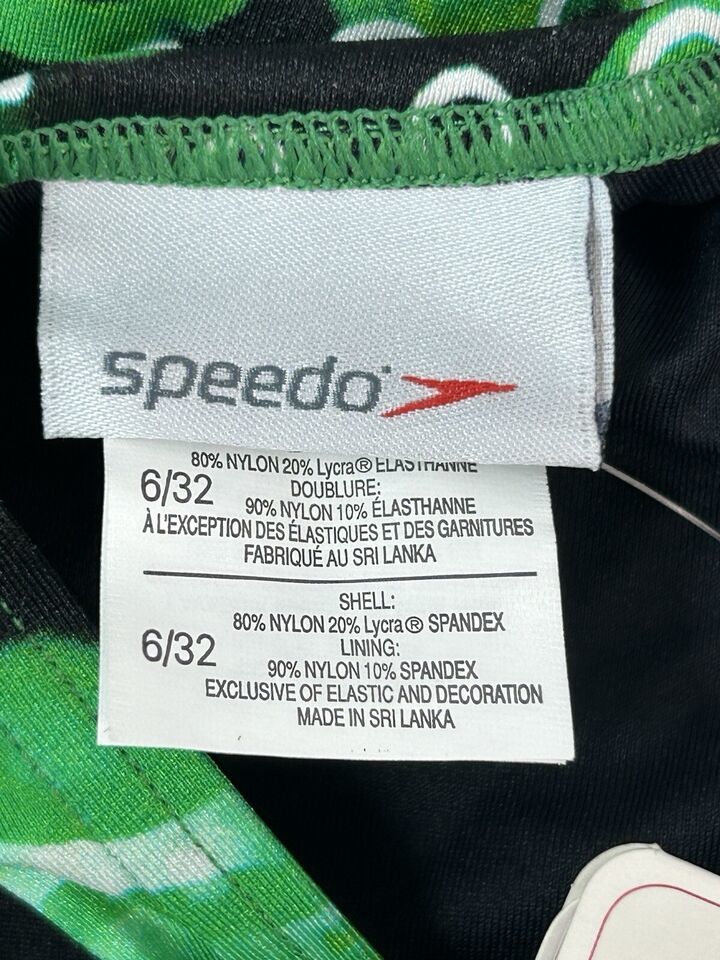 speedo
80% NYLON 20% Lycra® ÉLASTHANNE
6/32
DOUBLURE:
90% NYLON 10% ÉLASTHANNE
À L'EXCEPTION DES ÉLASTIQUES ET DES GARNITURES
FABRIQUÉ AU SRI LANKA
SHELL:
80% NYLON 20% Lycra® SPANDEX
6/32
LINING:
90% NYLON 10% SPANDEX
EXCLUSIVE OF ELASTIC AND DECORATION
MADE IN SRI LANKA